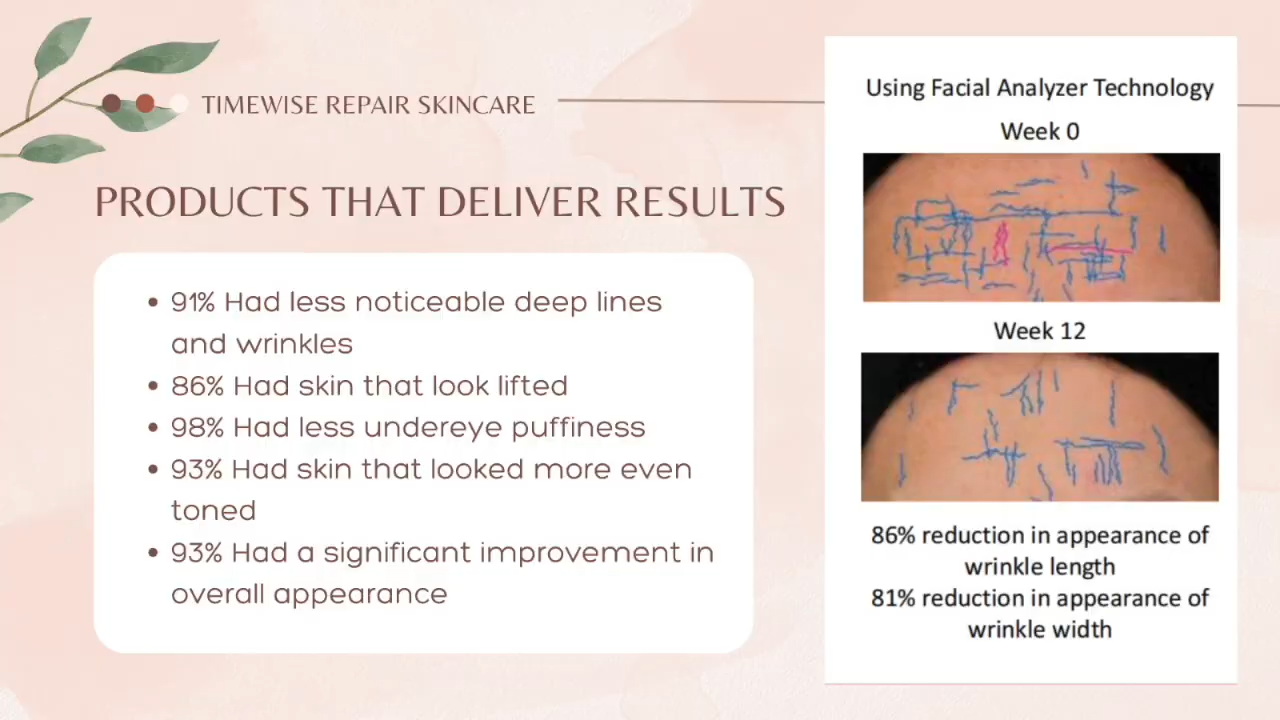 TIMEWISE REPAIR SKINCARE
PRODUCTS THAT DELIVER RESULTS
• 91% Had less noticeable deep lines
and wrinkles
• 86% Had skin that look lifted
• 98% Had less undereye puffiness
• 93% Had skin that looked more even
toned
• 93% Had a significant improvement in
overall appearance
Using Facial Analyzer Technology
Week 0
Week 12
86% reduction in appearance of
wrinkle length
81% reduction in appearance of
wrinkle width